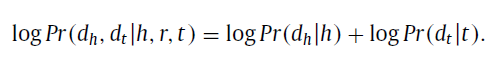 log Pr(d_h, d_t|h, r, t) = log Pr(d_h|h) + log Pr(d_t|t).